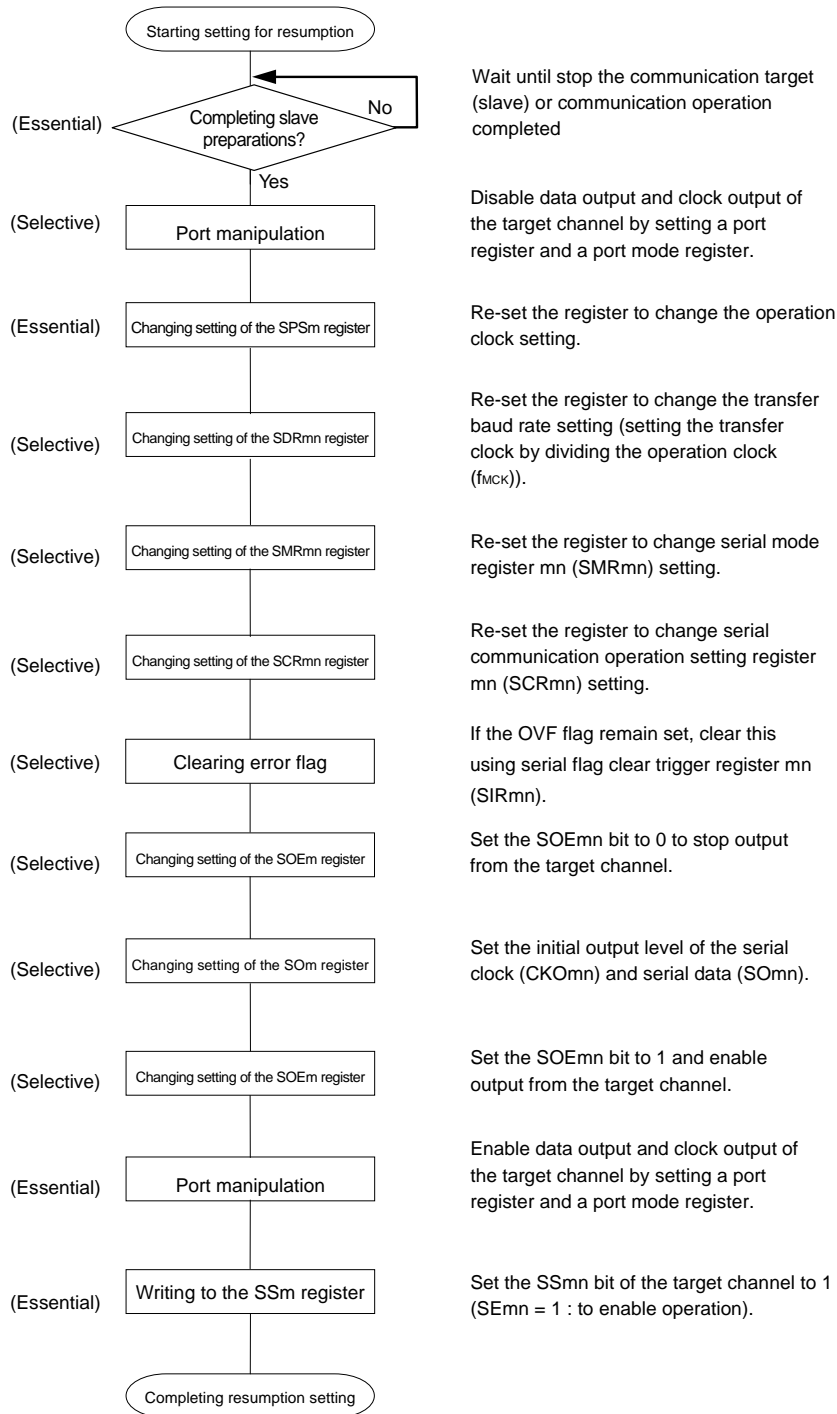 Starting setting for resumption
(Essential)
Completing slave
preparations?
No
Yes
Wait until stop the communication target
(slave) or communication operation
completed
(Selective)
Port manipulation
Disable data output and clock output of
the target channel by setting a port
register and a port mode register.
(Essential)
Changing setting of the SPSm register
Re-set the register to change the operation
clock setting.
(Selective)
Changing setting of the SDRmn register
Re-set the register to change the transfer
baud rate setting (setting the transfer
clock by dividing the operation clock
(fMCK)).
(Selective)
Changing setting of the SMRmn register
Re-set the register to change serial mode
register mn (SMRmn) setting.
(Selective)
Changing setting of the SCRmn register
Re-set the register to change serial
communication operation setting register
mn (SCRmn) setting.
(Selective)
Clearing error flag
If the OVF flag remain set, clear this
using serial flag clear trigger register mn
(SIRmn).
(Selective)
Changing setting of the SOEm register
Set the SOEmn bit to 0 to stop output
from the target channel.
(Selective)
Changing setting of the SOm register
Set the initial output level of the serial
clock (CKOmn) and serial data (SOmn).
(Selective)
Changing setting of the SOEm register
Set the SOEmn bit to 1 and enable
output from the target channel.
(Essential)
Port manipulation
Enable data output and clock output of
the target channel by setting a port
register and a port mode register.
(Essential)
Writing to the SSm register
Set the SSmn bit of the target channel to 1
(SEmn = 1 : to enable operation).
Completing resumption setting